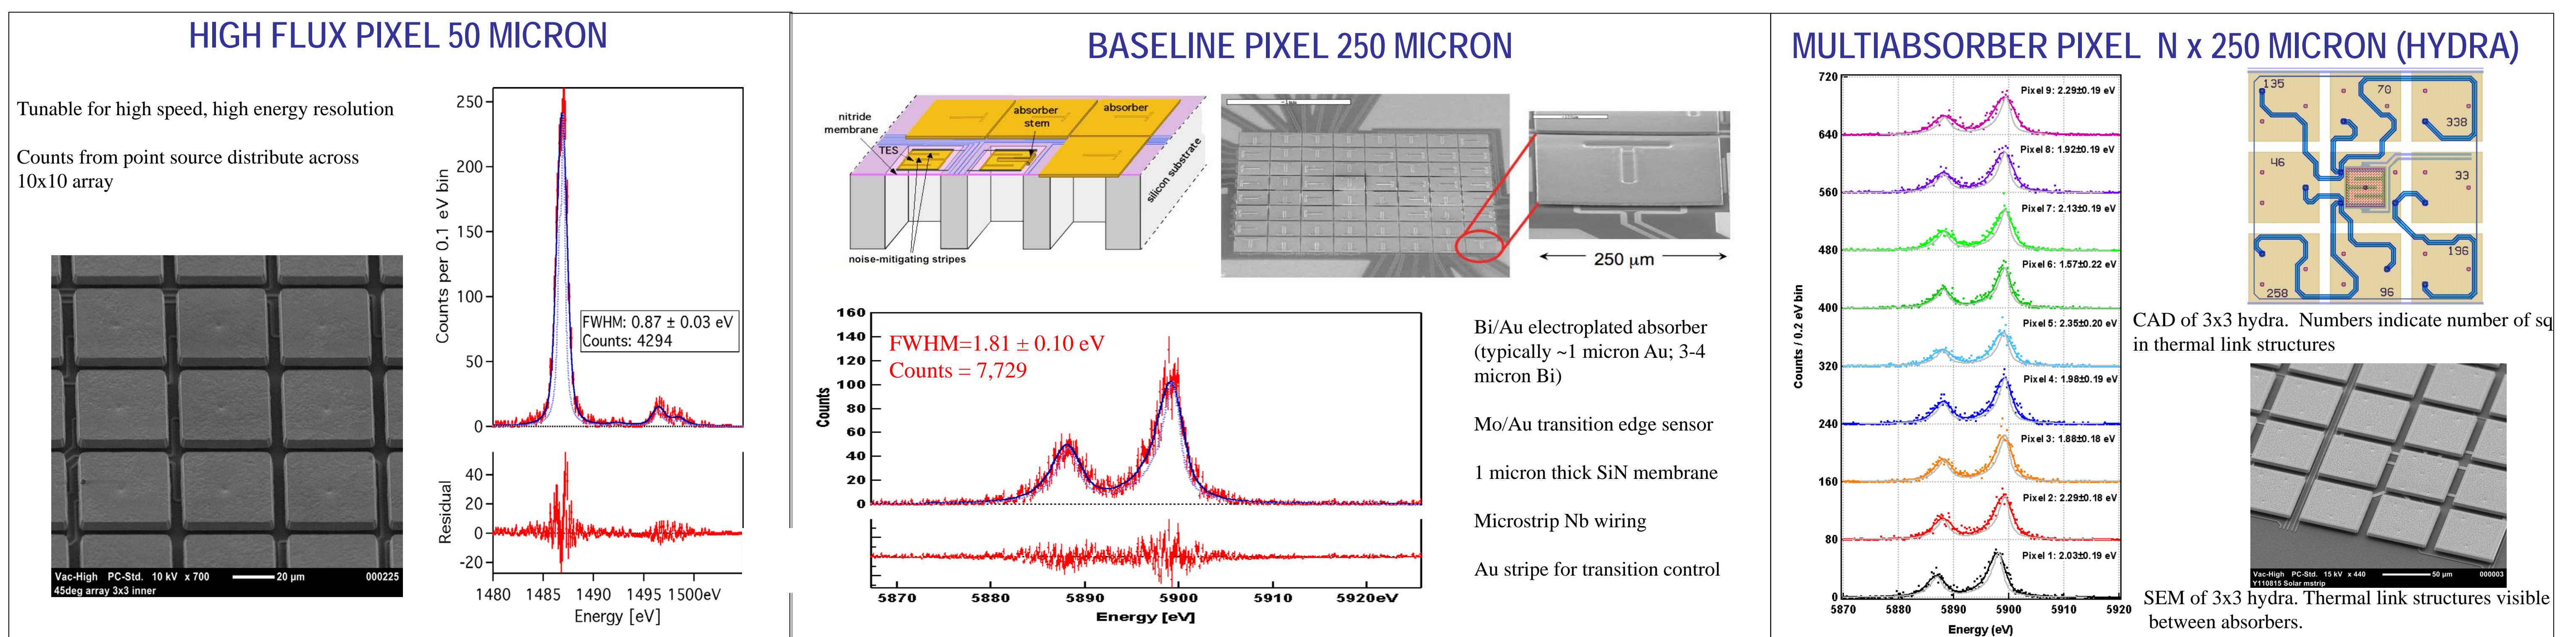 HIGH FLUX PIXEL 50 MICRON
Tunable for high speed, high energy resolution
Counts from point source distribute across
10x10 array
Vac-High PC-Std. 10 kV x 700 20 µm 000225
45deg array 3x3 inner
Counts per 0.1 eV bin
250
200
150
100
50
0
FWHM: 0.87 ± 0.03 eV
Counts: 4294
Residual
40
20
0
-20
1480 1485 1490 1495 1500eV
Energy [eV]
BASELINE PIXEL 250 MICRON
nitride
membrane
TES
absorber
stem
absorber
silicon substrate
noise-mitigating stripes
250 µm
Counts
160
140
120
100
80
60
40
20
0
FWHM=1.81 ± 0.10 eV
Counts = 7,729
5870 5880 5890 5900 5910 5920eV
Energy [eV]
Bi/Au electroplated absorber
(typically ~1 micron Au; 3-4
micron Bi)
Mo/Au transition edge sensor
1 micron thick SiN membrane
Microstrip Nb wiring
Au stripe for transition control
MULTIABSORBER PIXEL N x 250 MICRON (HYDRA)
Counts / 0.2 eV bin
720
640
560
480
400
320
240
160
80
0
Pixel 9: 2.29±0.19 eV
Pixel 8: 1.92±0.19 eV
Pixel 7: 2.13±0.19 eV
Pixel 6: 1.57±0.22 eV
Pixel 5: 2.35±0.20 eV
Pixel 4: 1.98±0.19 eV
Pixel 3: 1.88±0.18 eV
Pixel 2: 2.29±0.18 eV
Pixel 1: 2.03±0.19 eV
5870 5880 5890 5900 5910 5920
Energy (eV)
135 70 338
46 33
258 96 196
CAD of 3x3 hydra. Numbers indicate number of sq
in thermal link structures
Vac-High PC-Std. 15 kV x 440 50 µm 000003
Y110815 Solar mstrip
SEM of 3x3 hydra. Thermal link structures visible
between absorbers.